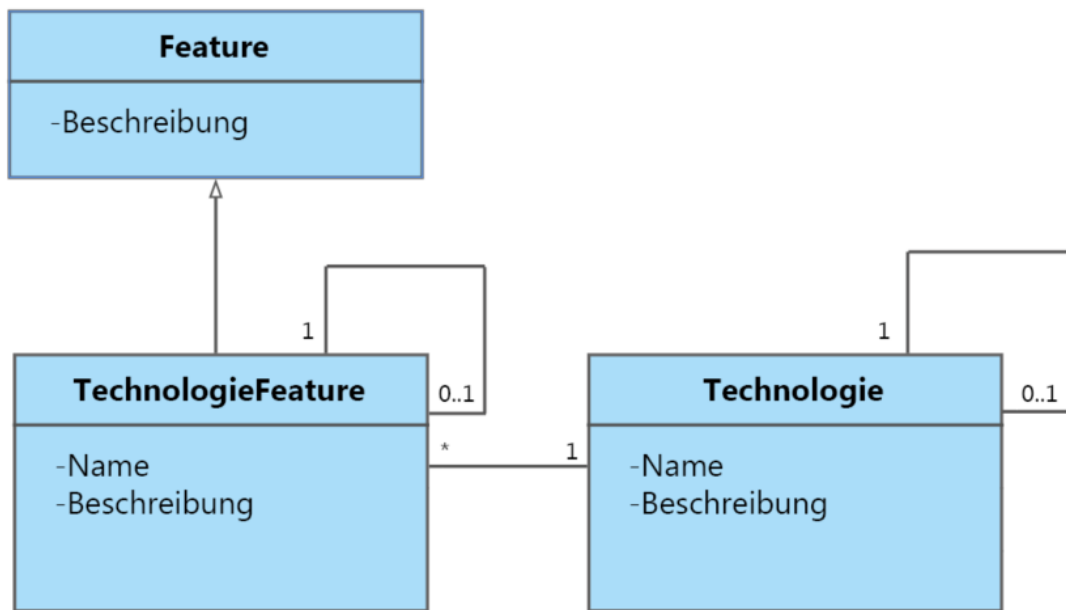 Feature
-Beschreibung
1
1
TechnologieFeature
0..1
Technologie
0..1
-Name
-Beschreibung
*
1
-Name
-Beschreibung